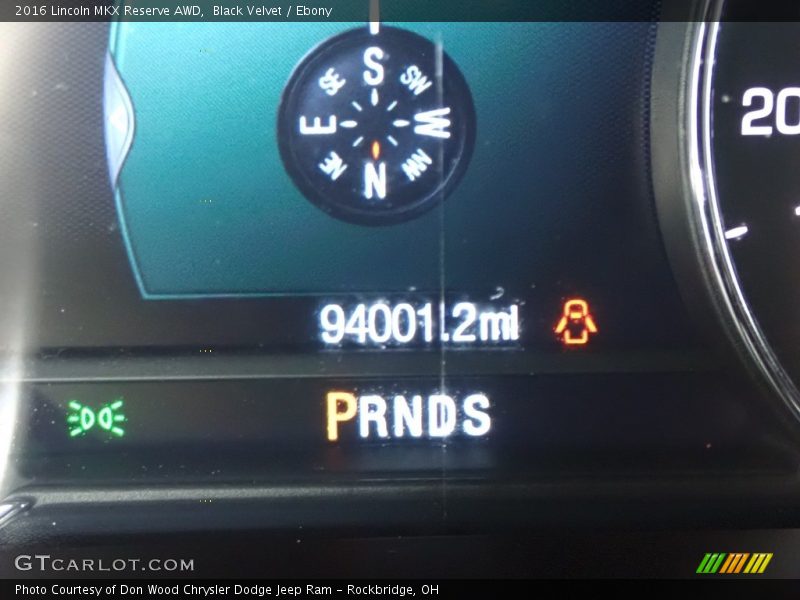 2016 Lincoln MKX Reserve AWD, Black Velvet / Ebony
S
SE SW
E W
NE NW
N
20
94001.2mi
PRNDS
GTCARLOT.COM
Photo Courtesy of Don Wood Chrysler Dodge Jeep Ram - Rockbridge, OH